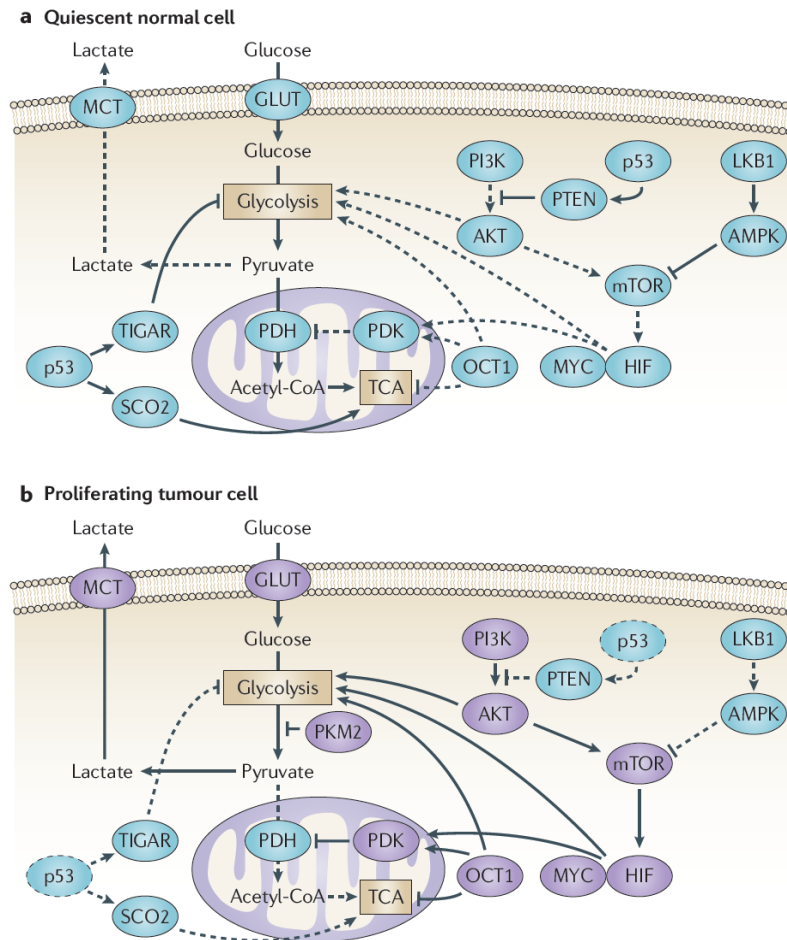 a Quiescent normal cell
Lactate
Glucose
MCT
GLUT
Glucose
PI3K
p53
LKB1
Glycolysis
PTEN
AKT
AMPK
Lactate
Pyruvate
mTOR
TIGAR
PDH
PDK
p53
OCT1
MYC
HIF
Acetyl-CoA
TCA
SCO2
b Proliferating tumour cell
Lactate
Glucose
MCT
GLUT
Glucose
PI3K
p53
LKB1
Glycolysis
PTEN
AKT
AMPK
PKM2
Lactate
Pyruvate
mTOR
TIGAR
PDH
PDK
p53
OCT1
MYC
HIF
Acetyl-CoA
TCA
SCO2